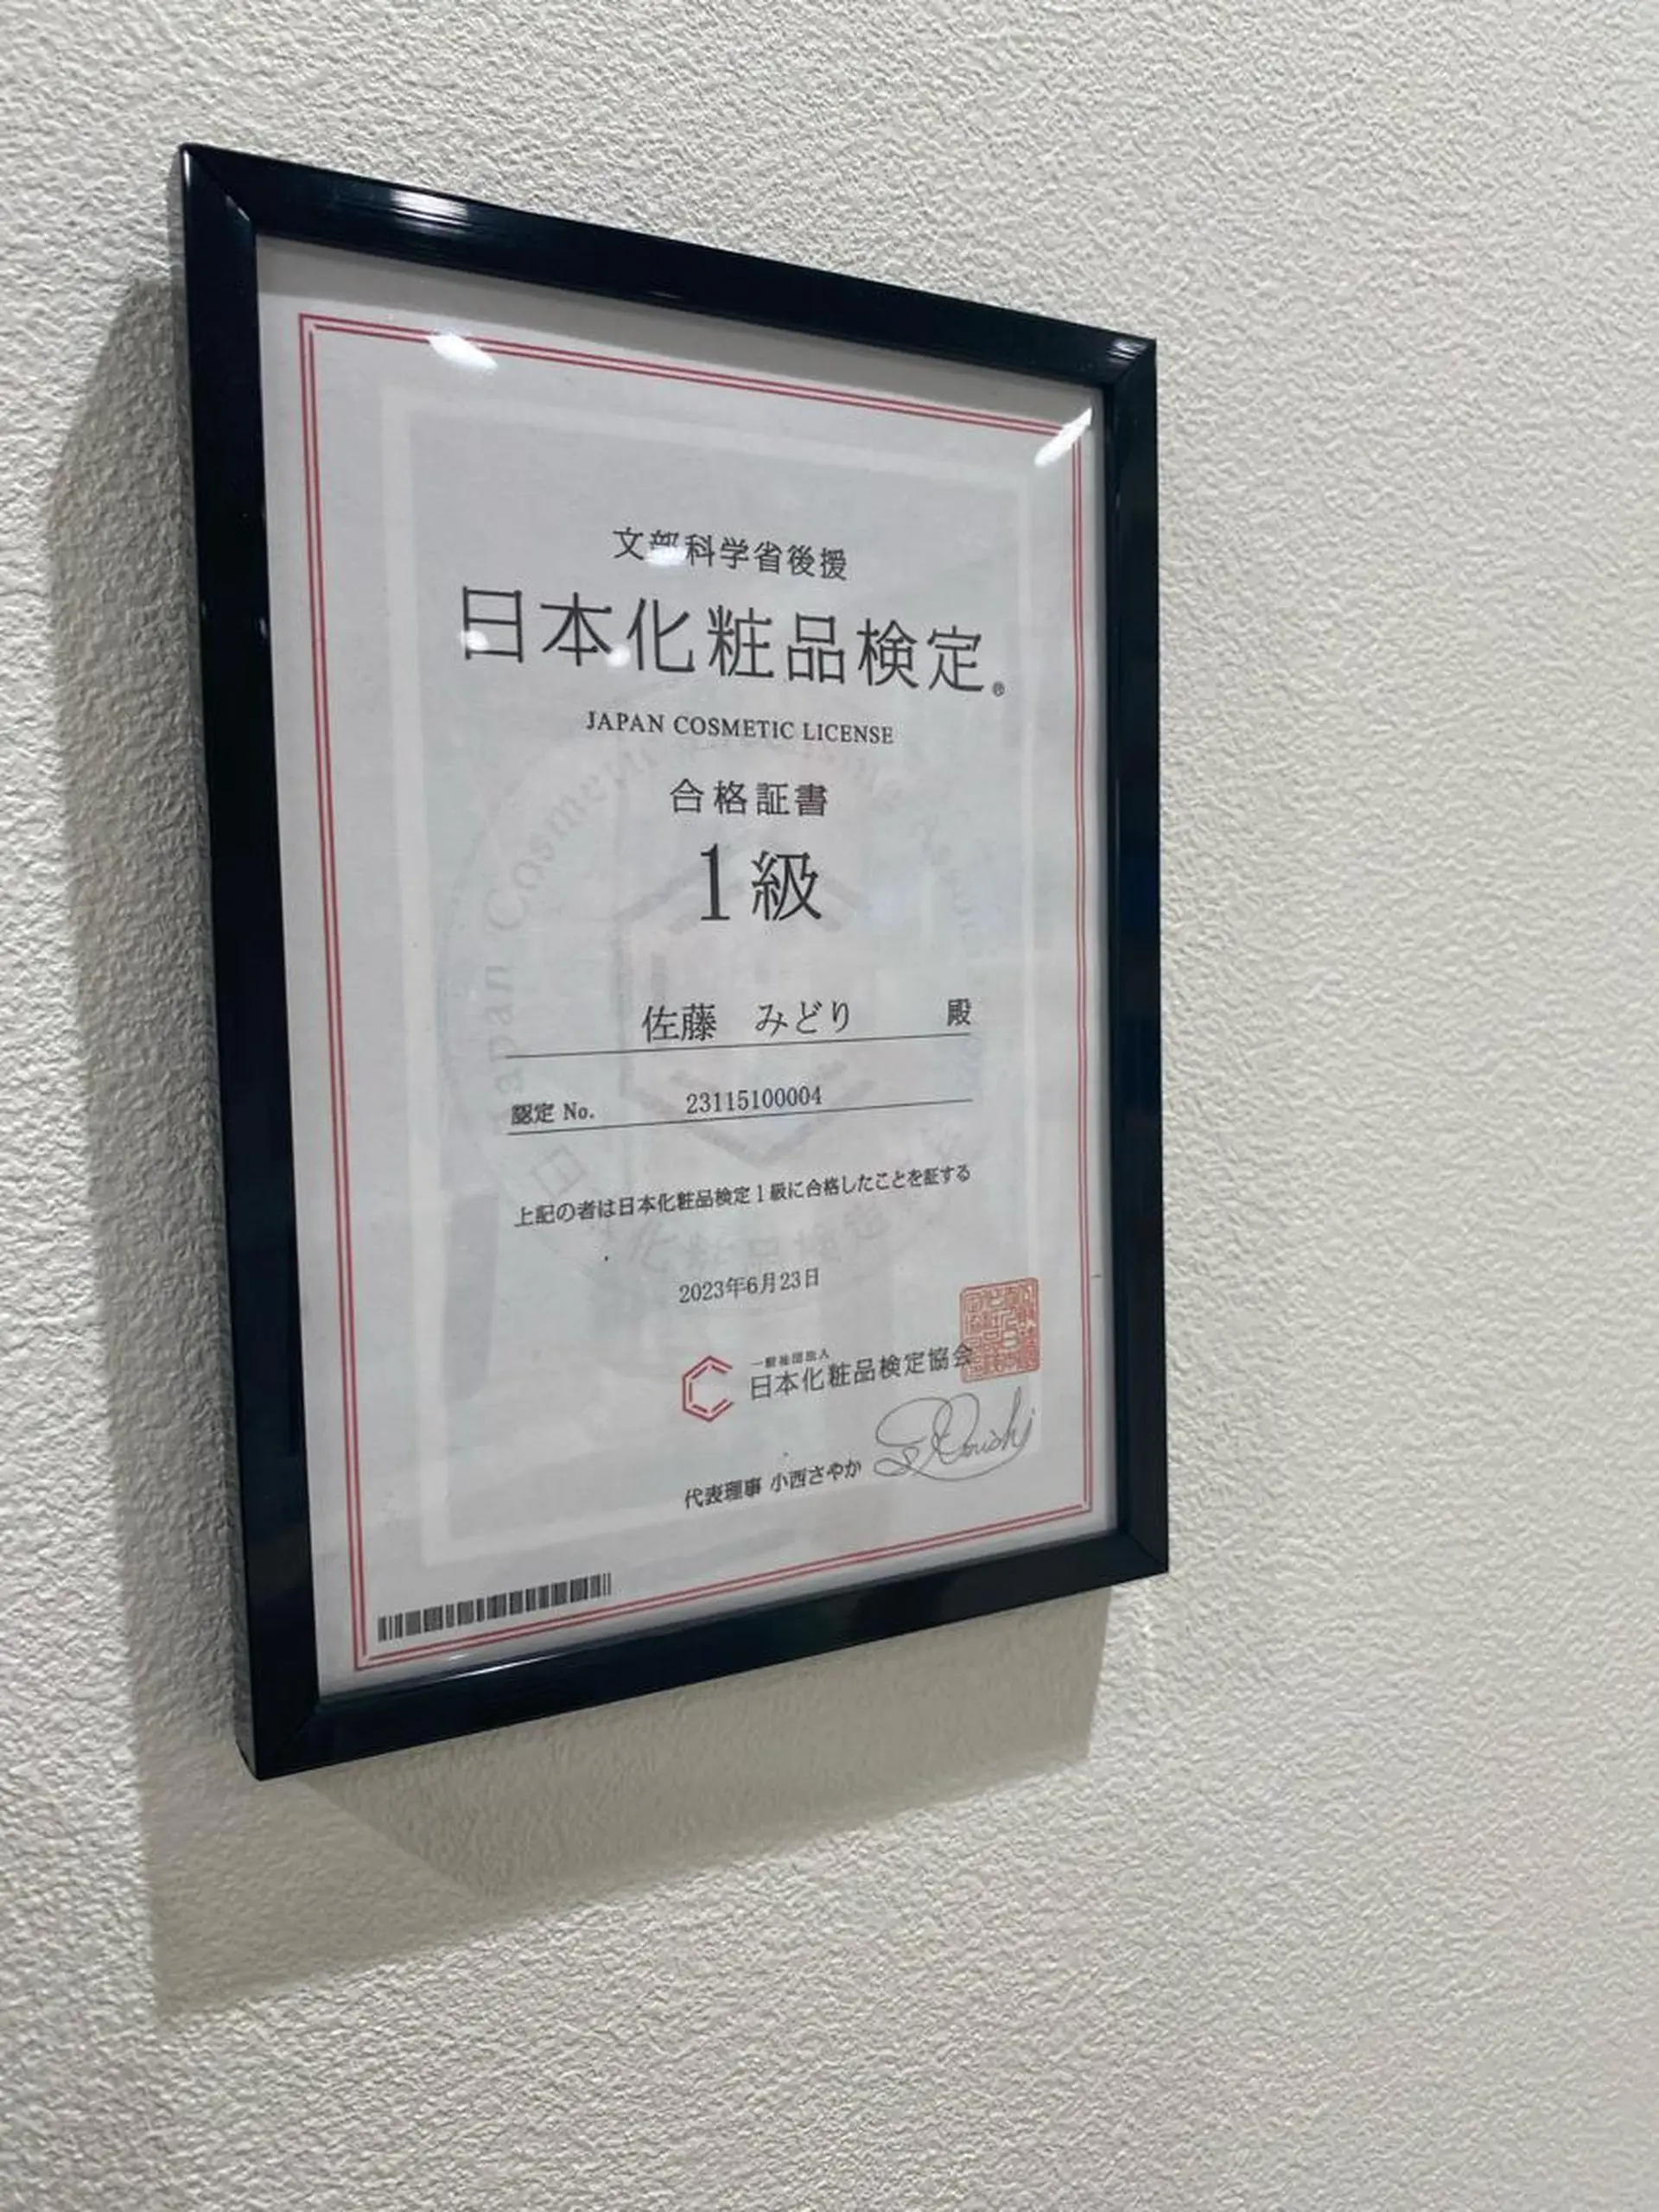 文部科学省後援
日本化粧品検定®
JAPAN COSMETIC LICENSE
合格証書
1級
佐藤 みどり 殿
認定 No. 23115100004
上記の者は日本化粧品検定1級に合格したことを証する
2023年6月23日
一般社団法人
日本化粧品検定協会
代表理事 小西さやか